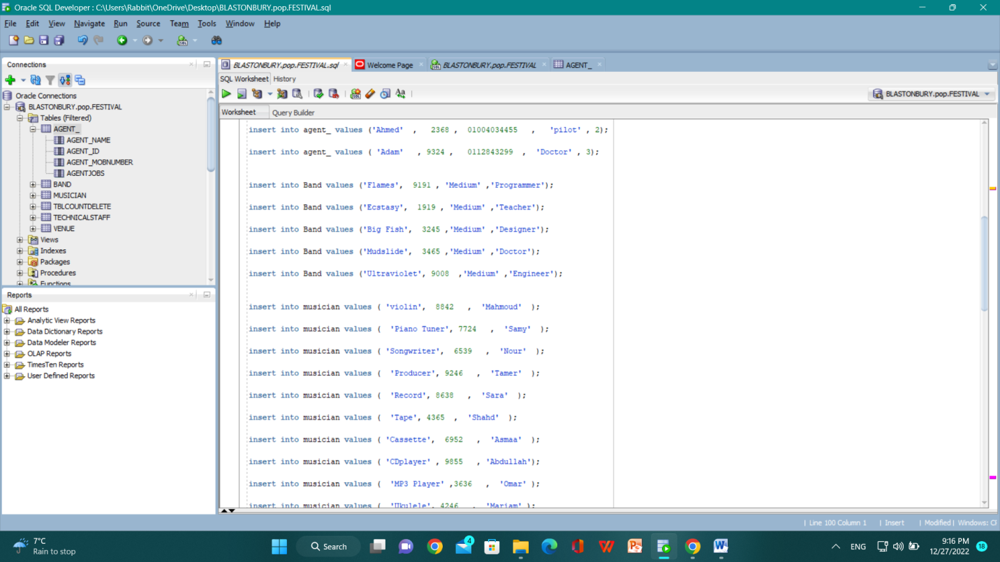 Oracle SQL Developer : C:\Users\Rabbit\OneDrive\Desktop\BLASTONBURY.pop.FESTIVAL.sql
File Edit View Navigate Run Source Team Tools Window Help
Connections
Oracle Connections
BLASTONBURY.pop.FESTIVAL
Tables (Filtered)
AGENT_
AGENT_NAME
AGENT_ID
AGENT_MOBNUMBER
AGENTJOBS
BAND
MUSICIAN
TBLCOUNTDELETE
TECHNICALSTAFF
VENUE
Views
Indexes
Packages
Procedures
Functions
Reports
All Reports
Analytic View Reports
Data Dictionary Reports
Data Modeler Reports
OLAP Reports
TimesTen Reports
User Defined Reports
BLASTONBURY.pop.FESTIVAL.sql Welcome Page BLASTONBURY.pop.FESTIVAL AGENT_
SQL Worksheet History
BLASTONBURY.pop.FESTIVAL
Worksheet Query Builder
insert into agent_ values ('Ahmed' , 2368 , 01004034455 , 'pilot' , 2);
insert into agent_ values ( 'Adam' , 9324 , 0112843299 , 'Doctor' , 3);
insert into Band values ('Flames', 9191 , 'Medium' ,'Programmer');
insert into Band values ('Ecstasy', 1919 , 'Medium' ,'Teacher');
insert into Band values ('Big Fish', 3245 ,'Medium' ,'Designer');
insert into Band values ('Mudslide', 3465 ,'Medium' ,'Doctor');
insert into Band values ('Ultraviolet', 9008 ,'Medium' ,'Engineer');
insert into musician values ( 'violin', 8842 , 'Mahmoud' );
insert into musician values ( 'Piano Tuner', 7724 , 'Samy' );
insert into musician values ( 'Songwriter', 6539 , 'Nour' );
insert into musician values ( 'Producer', 9246 , 'Tamer' );
insert into musician values ( 'Record', 8638 , 'Sara' );
insert into musician values ( 'Tape', 4365 , 'Shahd' );
insert into musician values ( 'Cassette', 6952 , 'Asmaa' );
insert into musician values ( 'CDplayer' , 9855 , 'Abdullah');
insert into musician values ( 'MP3 Player' ,3636 , 'Omar' );
insert into musician values ( 'Ukulele', 4246 , 'Mariam' );
| Line 100 Column 1 | Insert | Modified | Windows: CR
7°C
Rain to stop
Search
4
ENG
9:16 PM
12/27/2022
18